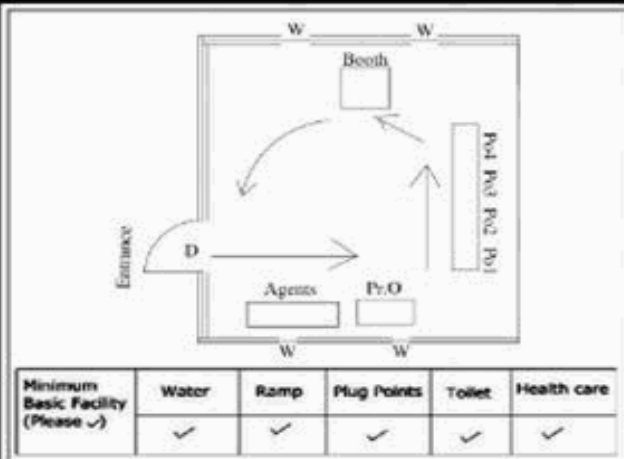 W W
Booth
Po4 Po3 Po2 Po1
Entrance
D
Agents Pr.O
W W
Minimum Basic Facility (Please ✓) Water Ramp Plug Points Toilet Health care
✓ ✓ ✓ ✓ ✓